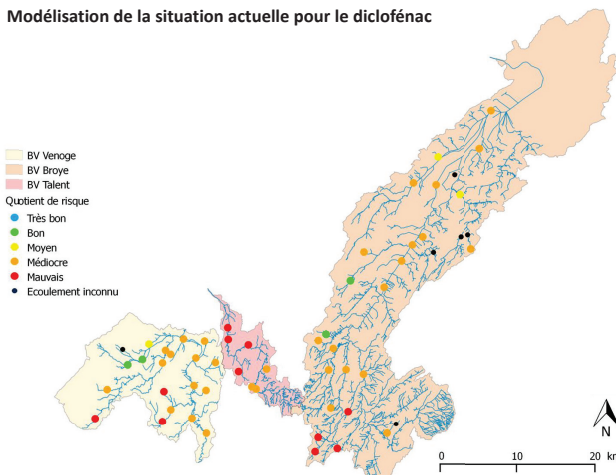 Modélisation de la situation actuelle pour le diclofénac
BV Venoge
BV Broye
BV Talent
Quotient de risque
Très bon
Bon
Moyen
Médiocre
Mauvais
Ecoulement inconnu
N
0 10 20 km